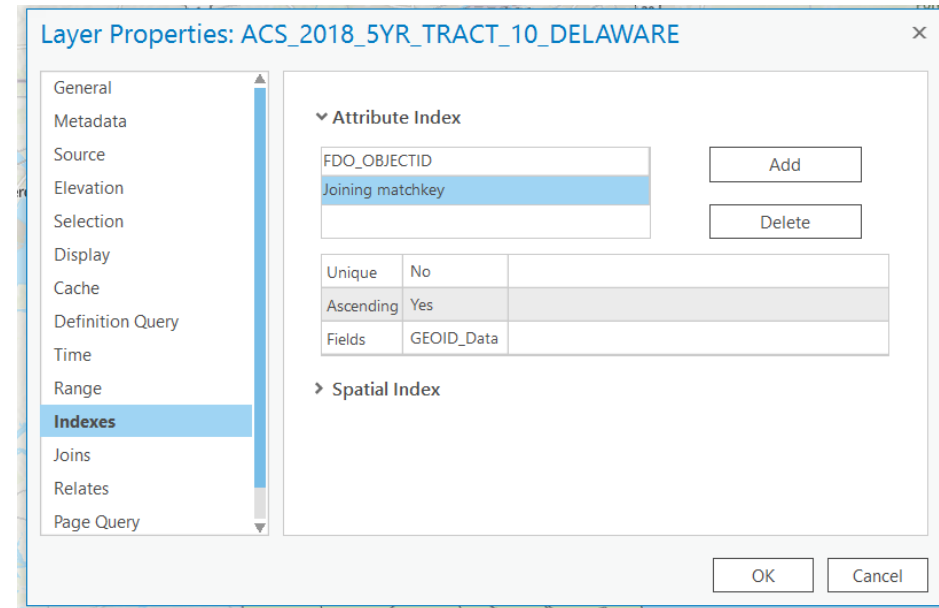 Layer Properties: ACS_2018_5YR_TRACT_10_DELAWARE
General
Metadata
Source
Elevation
Selection
Display
Cache
Definition Query
Time
Range
Indexes
Joins
Relates
Page Query
Attribute Index
FDO_OBJECTID
Joining matchkey
Add
Delete
Unique No
Ascending Yes
Fields GEOID_Data
Spatial Index
OK Cancel